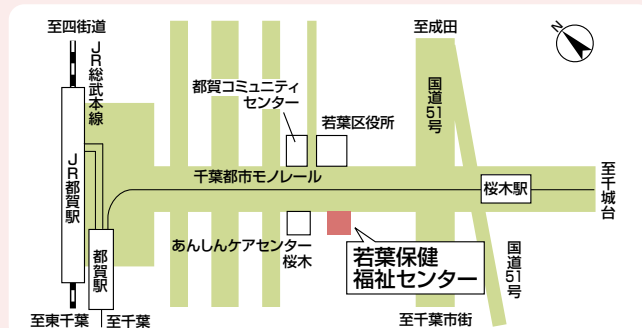 至四街道
JR総武本線
JR都賀駅
都賀駅
至東千葉
至千葉
都賀コミュニティ
センター
若葉区役所
千葉都市モノレール
あんしんケアセンター
桜木
若葉保健
福祉センター
至成田
国道51号
桜木駅
至千城台
国道51号
至千葉市街
N